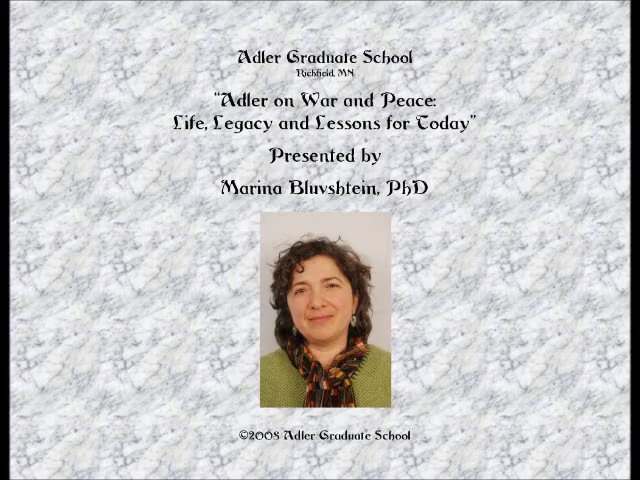 Adler Graduate School
Richfield, MN
"Adler on War and Peace:
Life, Legacy and Lessons for Today"
Presented by
Marina Bluvshtein, PhD
©2008 Adler Graduate School